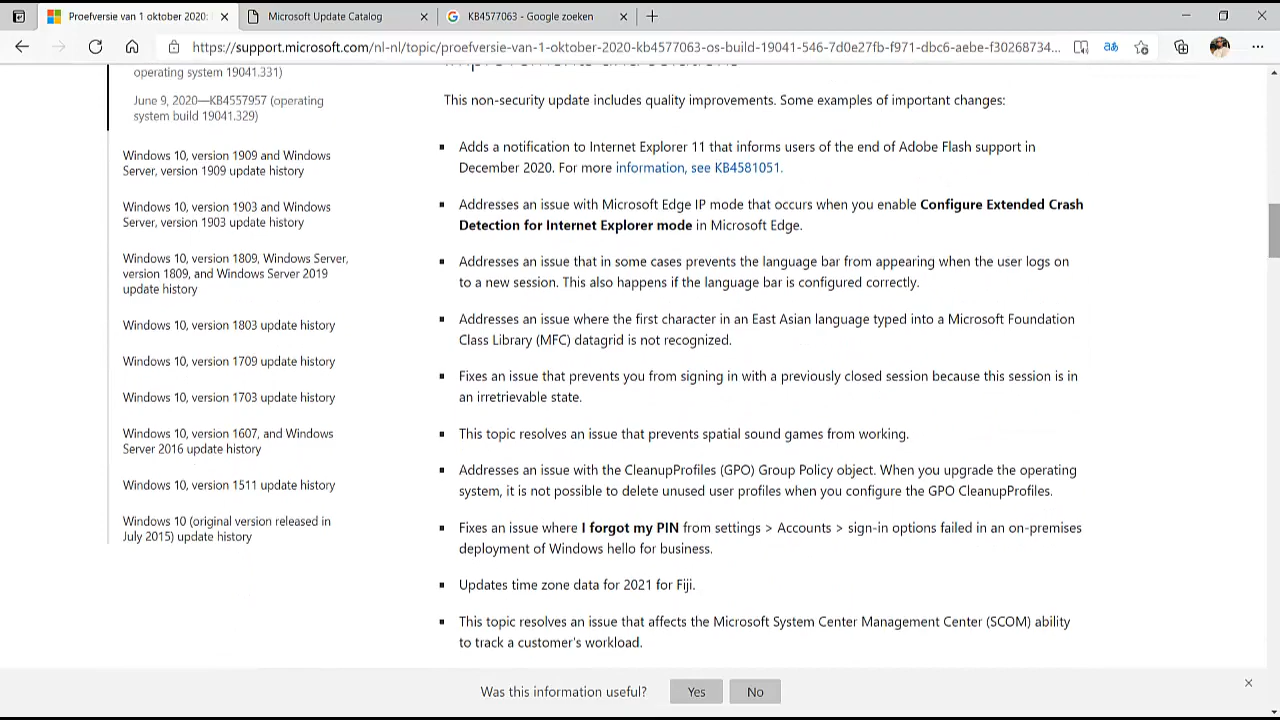 Proefversie van 1 oktober 2020:
Microsoft Update Catalog
KB4577063 - Google zoeken
https://support.microsoft.com/nl-nl/topic/proefversie-van-1-oktober-2020-kb4577063-os-build-19041-546-7d0e27fb-f971-dbc6-aebe-f30268734...
operating system 19041.331)
June 9, 2020—KB4557957 (operating
system build 19041.329)
Windows 10, version 1909 and Windows
Server, version 1909 update history
Windows 10, version 1903 and Windows
Server, version 1903 update history
Windows 10, version 1809, Windows Server,
version 1809, and Windows Server 2019
update history
Windows 10, version 1803 update history
Windows 10, version 1709 update history
Windows 10, version 1703 update history
Windows 10, version 1607, and Windows
Server 2016 update history
Windows 10, version 1511 update history
Windows 10 (original version released in
July 2015) update history
This non-security update includes quality improvements. Some examples of important changes:
Adds a notification to Internet Explorer 11 that informs users of the end of Adobe Flash support in
December 2020. For more information, see KB4581051.
Addresses an issue with Microsoft Edge IP mode that occurs when you enable Configure Extended Crash
Detection for Internet Explorer mode in Microsoft Edge.
Addresses an issue that in some cases prevents the language bar from appearing when the user logs on
to a new session. This also happens if the language bar is configured correctly.
Addresses an issue where the first character in an East Asian language typed into a Microsoft Foundation
Class Library (MFC) datagrid is not recognized.
Fixes an issue that prevents you from signing in with a previously closed session because this session is in
an irretrievable state.
This topic resolves an issue that prevents spatial sound games from working.
Addresses an issue with the CleanupProfiles (GPO) Group Policy object. When you upgrade the operating
system, it is not possible to delete unused user profiles when you configure the GPO CleanupProfiles.
Fixes an issue where I forgot my PIN from settings > Accounts > sign-in options failed in an on-premises
deployment of Windows hello for business.
Updates time zone data for 2021 for Fiji.
This topic resolves an issue that affects the Microsoft System Center Management Center (SCOM) ability
to track a customer's workload.
Was this information useful? Yes No